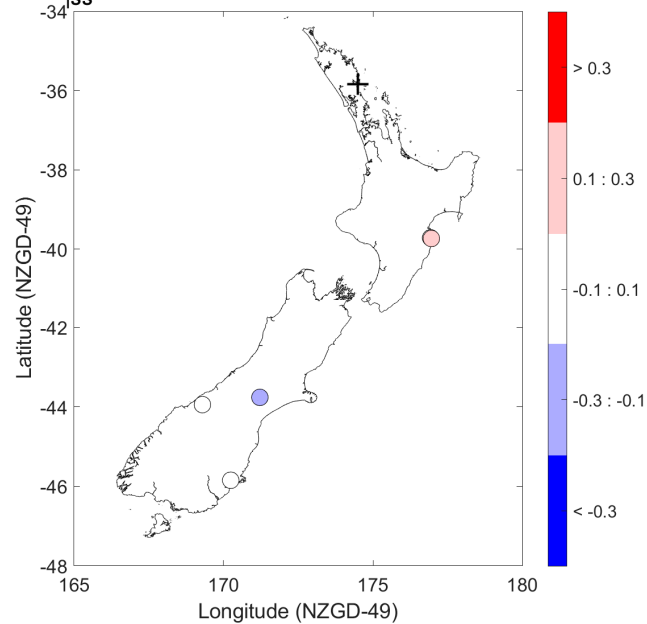 -34
-36
-38
-40
-42
-44
-46
-48
165
170
175
180
Latitude (NZGD-49)
Longitude (NZGD-49)
> 0.3
0.1 : 0.3
-0.1 : 0.1
-0.3 : -0.1
< -0.3